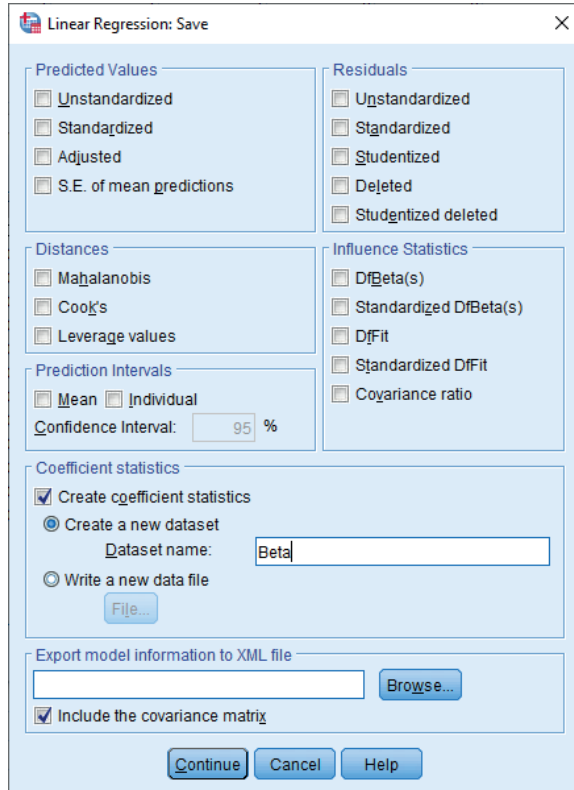 Linear Regression: Save
Predicted Values
Unstandardized
Standardized
Adjusted
S.E. of mean predictions
Residuals
Unstandardized
Standardized
Studentized
Deleted
Studentized deleted
Distances
Mahalanobis
Cook's
Leverage values
Influence Statistics
DfBeta(s)
Standardized DfBeta(s)
DfFit
Standardized DfFit
Covariance ratio
Prediction Intervals
Mean Individual
Confidence Interval: 95 %
Coefficient statistics
Create coefficient statistics
Create a new dataset
Dataset name: Beta
Write a new data file
File...
Export model information to XML file
Browse...
Include the covariance matrix
Continue Cancel Help